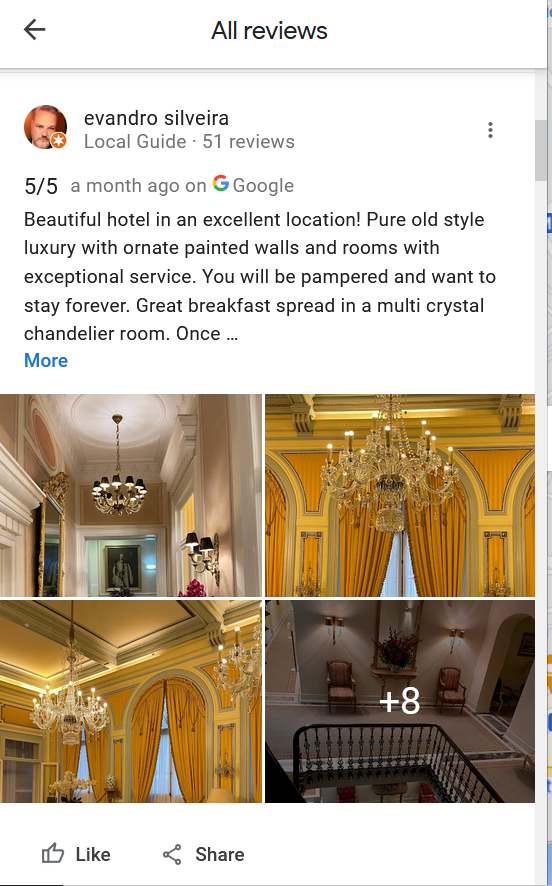 All reviews
evandro silveira
Local Guide · 51 reviews
5/5 a month ago on Google
Beautiful hotel in an excellent location! Pure old style
luxury with ornate painted walls and rooms with
exceptional service. You will be pampered and want to
stay forever. Great breakfast spread in a multi crystal
chandelier room. Once …
More
+8
Like Share